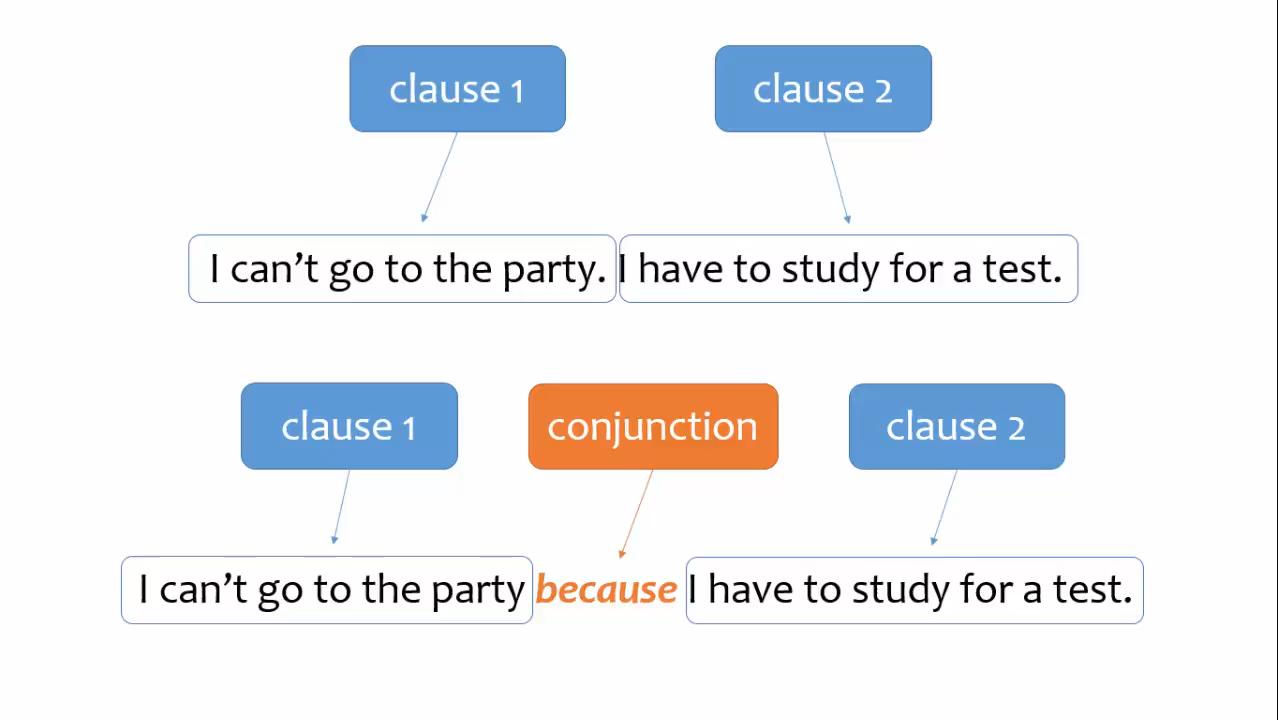 clause 1 clause 2
I can’t go to the party. I have to study for a test.
clause 1 conjunction clause 2
I can’t go to the party because I have to study for a test.